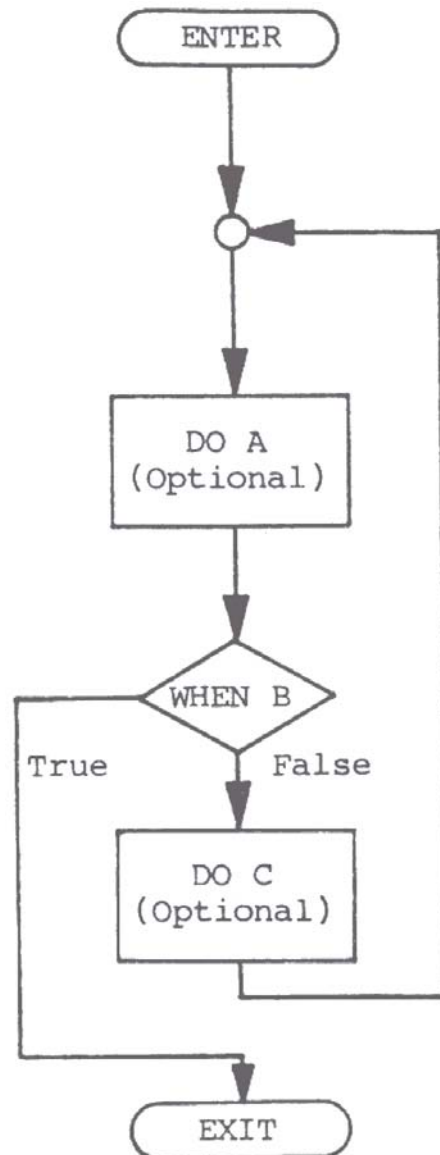 ENTER
DO A
(Optional)
WHEN B
True
False
DO C
(Optional)
EXIT